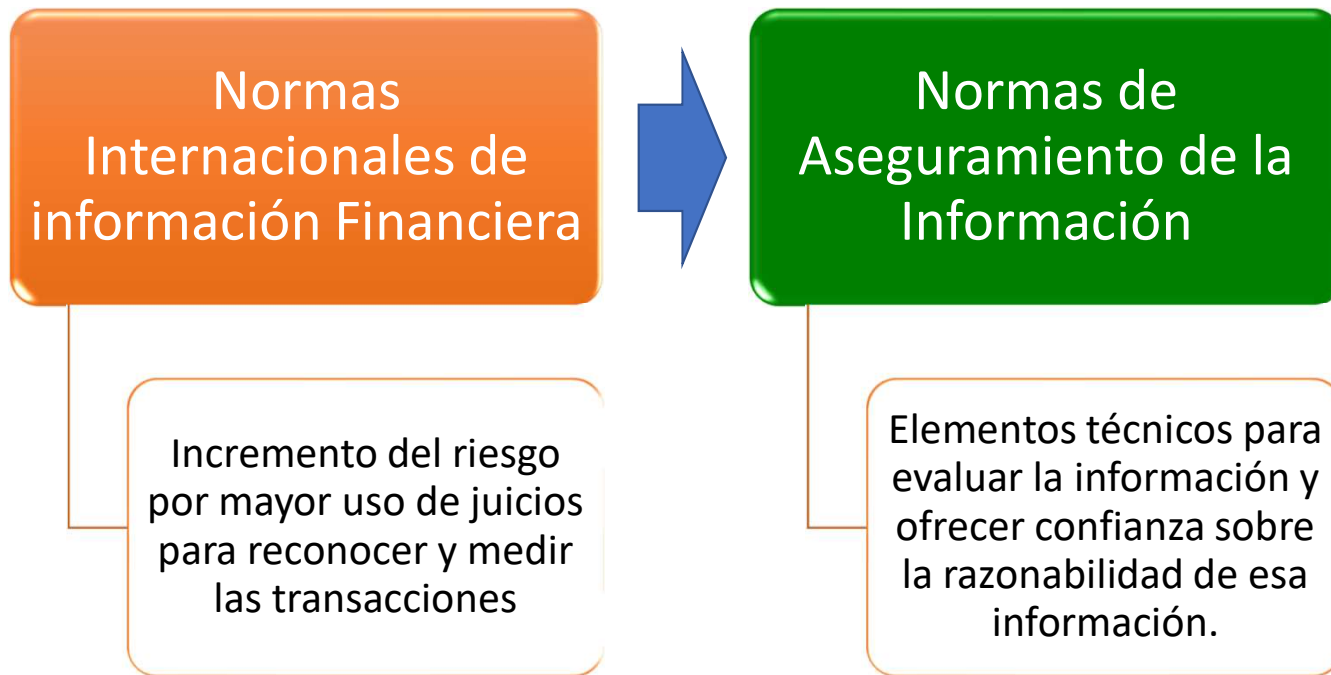 Normas
Internacionales de
información Financiera
Incremento del riesgo
por mayor uso de juicios
para reconocer y medir
las transacciones
Normas de
Aseguramiento de la
Información
Elementos técnicos para
evaluar la información y
ofrecer confianza sobre
la razonabilidad de esa
información.